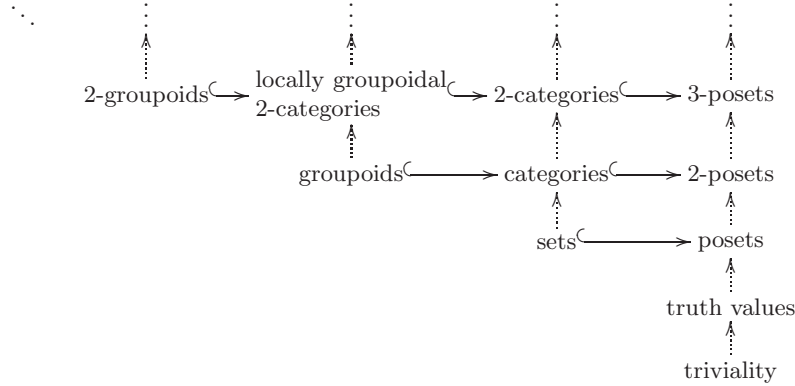 2-groupoids
locally groupoidal
2-categories
2-categories
3-posets
groupoids
categories
2-posets
sets
posets
truth values
triviality